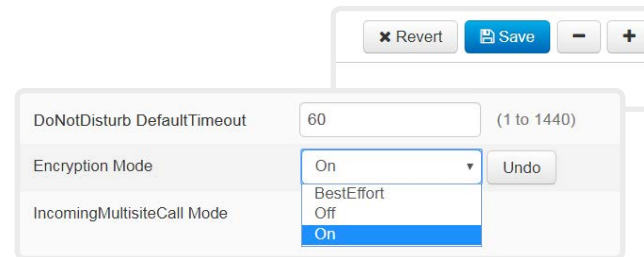 ✖ Revert Save − +
DoNotDisturb DefaultTimeout 60 (1 to 1440)
Encryption Mode On ▾ Undo
BestEffort
IncomingMultisiteCall Mode Off
On